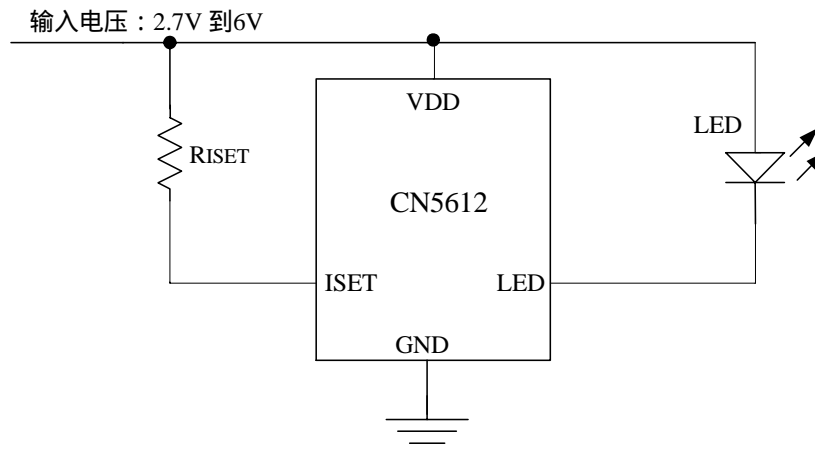 输入电压：2.7V 到6V
VDD
LED
RISET
CN5612
ISET
LED
GND